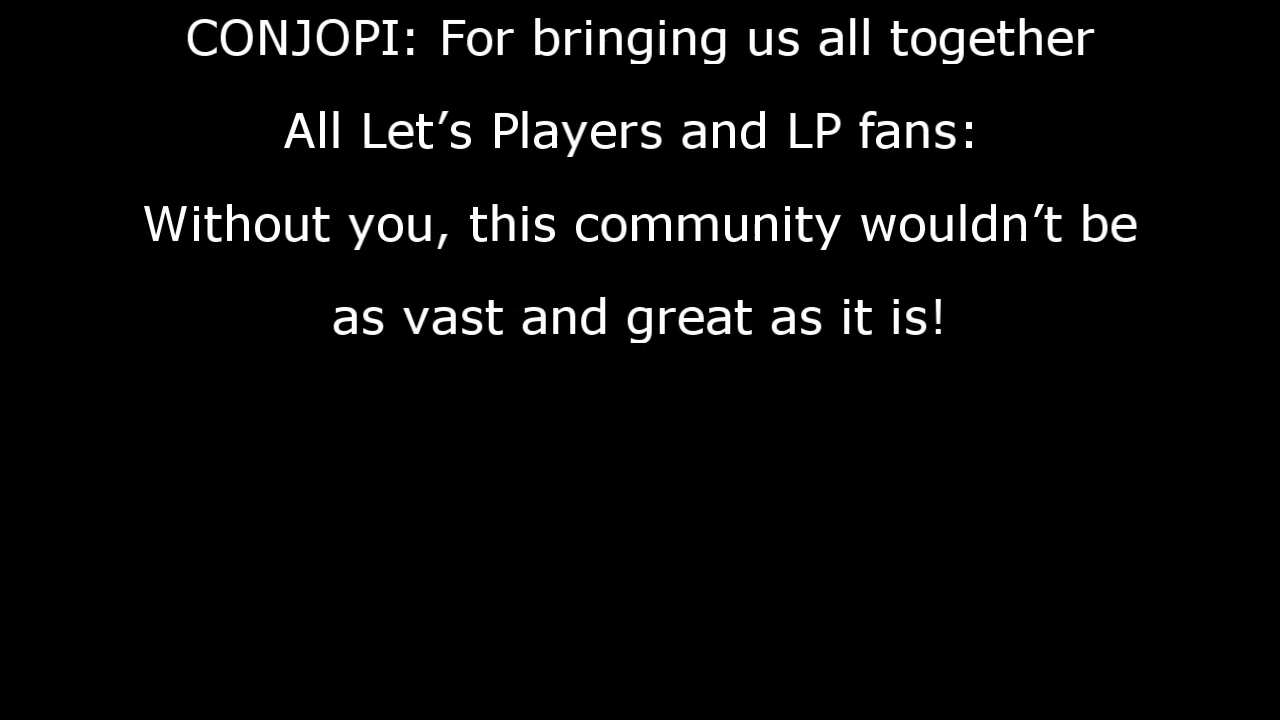 CONJOPI: For bringing us all together
All Let’s Players and LP fans:
Without you, this community wouldn’t be
as vast and great as it is!